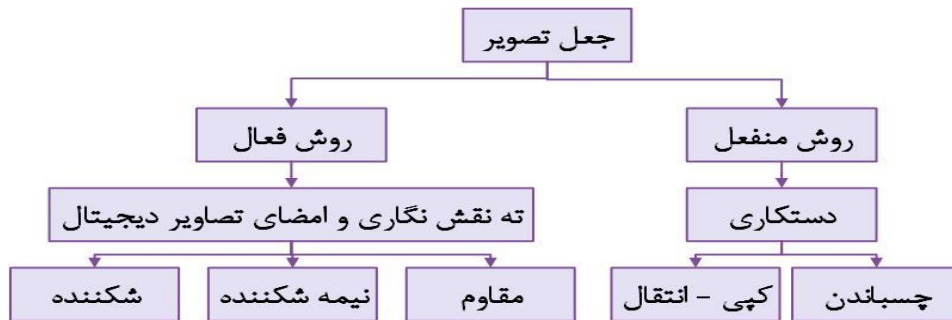 جعل تصویر
روش منفعل
روش فعال
دستکاری
ته نقش نگاری و امضای تصاویر دیجیتال
چسباندن
کپی - انتقال
مقاوم
نیمه شکننده
شکننده